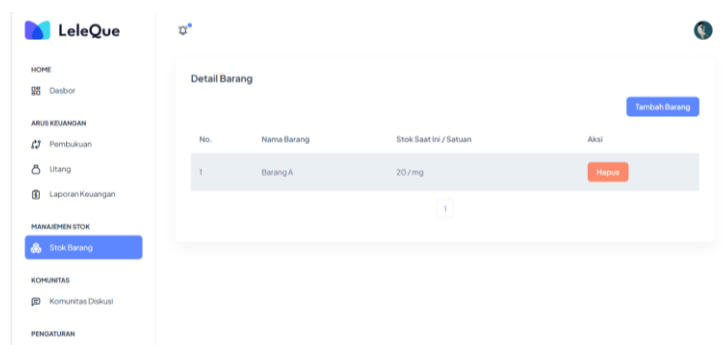 LeleQue
HOME
Dasbor
ARUS KEUANGAN
Pembukuan
Utang
Laporan Keuangan
MANAJEMEN STOK
Stok Barang
KOMUNITAS
Komunitas Diskusi
PENGATURAN
Detail Barang
Tambah Barang
No. Nama Barang Stok Saat Ini / Satuan Aksi
1 Barang A 20 / mg Hapus
1